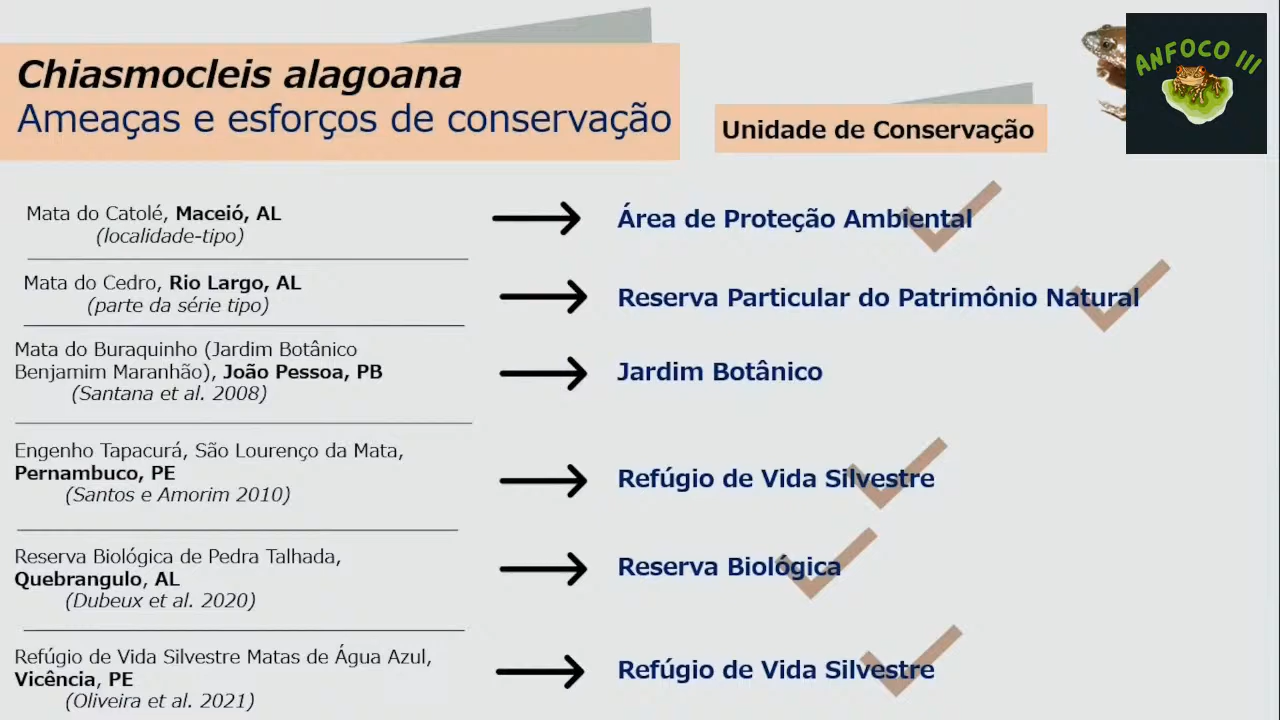 Chiasmocleis alagoana
Ameaças e esforços de conservação
ANFOCO III
Unidade de Conservação
Mata do Catolé, Maceió, AL
(localidade-tipo)
Área de Proteção Ambiental
Mata do Cedro, Rio Largo, AL
(parte da série tipo)
Reserva Particular do Patrimônio Natural
Mata do Buraquinho (Jardim Botânico
Benjamim Maranhão), João Pessoa, PB
(Santana et al. 2008)
Jardim Botânico
Engenho Tapacurá, São Lourenço da Mata,
Pernambuco, PE
(Santos e Amorim 2010)
Refúgio de Vida Silvestre
Reserva Biológica de Pedra Talhada,
Quebrangulo, AL
(Dubeux et al. 2020)
Reserva Biológica
Refúgio de Vida Silvestre Matas de Água Azul,
Vicência, PE
(Oliveira et al. 2021)
Refúgio de Vida Silvestre